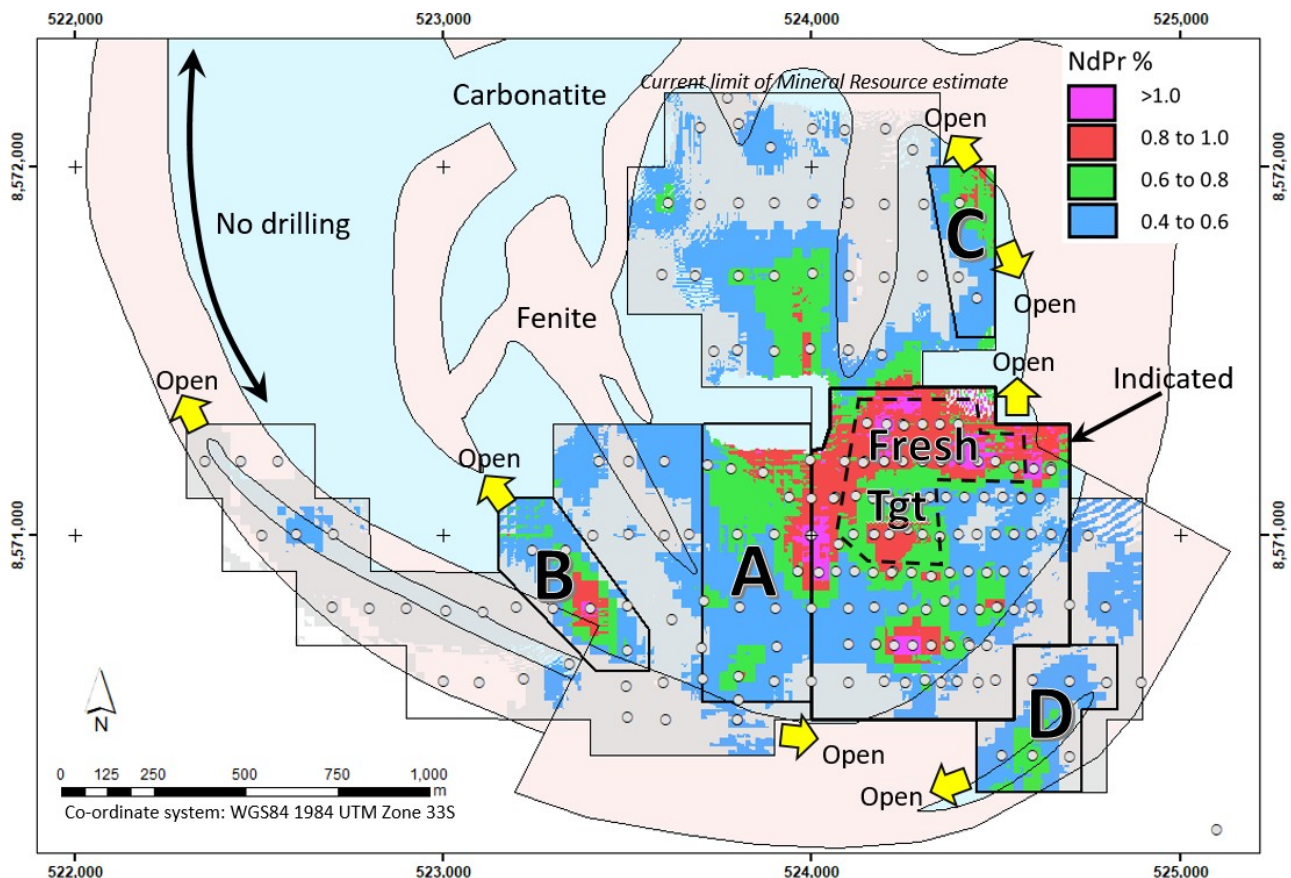 522,000 523,000 524,000 525,000
NdPr %
>1.0
0.8 to 1.0
0.6 to 0.8
0.4 to 0.6
Current limit of Mineral Resource estimate
Carbonatite
Open
8,572,000 8,572,000
No drilling
C
Open
Fenite
Open
Open
Indicated
Fresh
Open
Tgt
8,571,000 8,571,000
B
A
D
N
Open
Open
0 125 250 500 750 1,000
m
Co-ordinate system: WGS84 1984 UTM Zone 33S
522.000 523.000 524.000 525.000